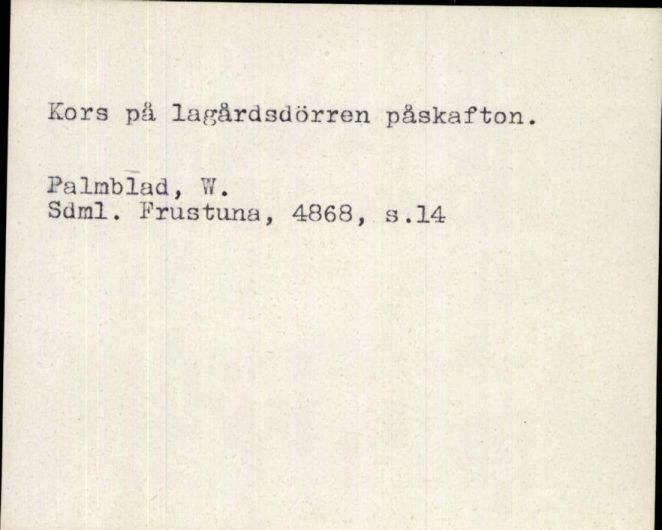 Kors på lagårdsdörren påskafton.
Palmblad, W.
Sdml. Frustuna, 4868, s.14